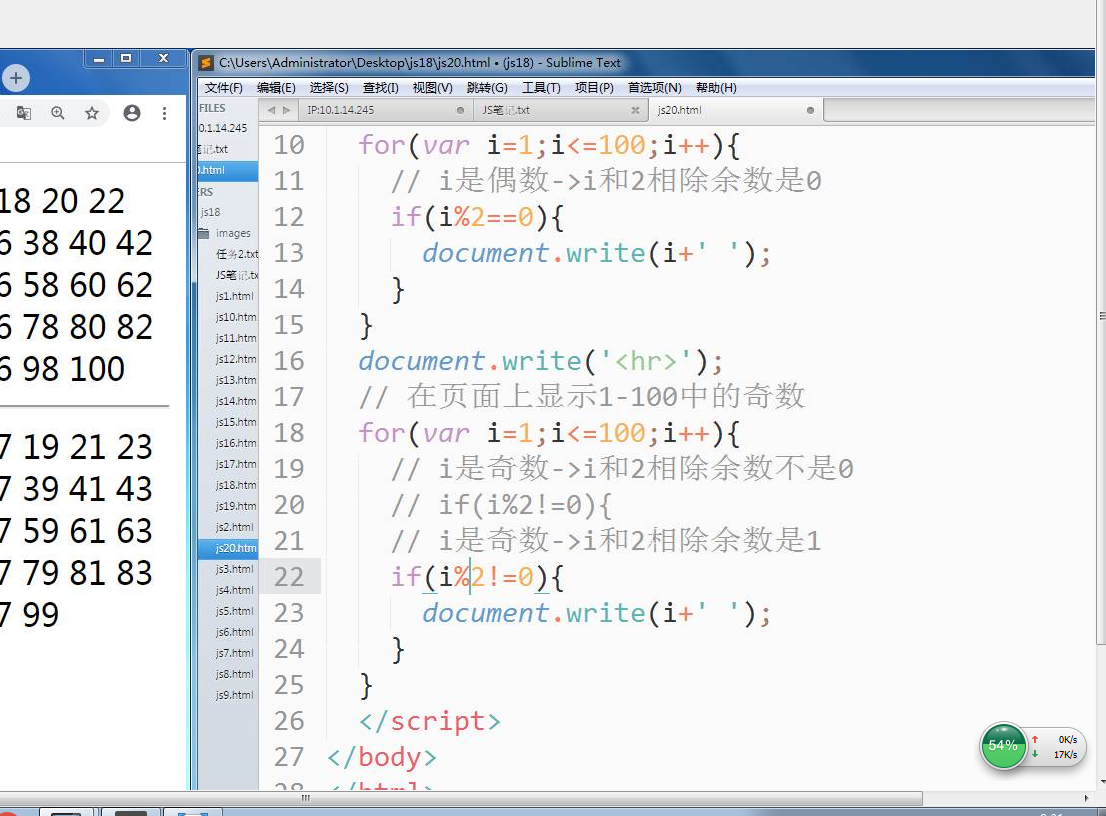 C:\Users\Administrator\Desktop\js18\js20.html • (js18) - Sublime Text
文件(F) 编辑(E) 选择(S) 查找(I) 视图(V) 跳转(G) 工具(T) 项目(P) 首选项(N) 帮助(H)
IP:10.1.14.245 JS笔记.txt js20.html
FILES
0.1.14.245
笔记.txt
0.html
ERS
js18
images
任务2.txt
JS笔记.tx
js1.html
js10.htm
js11.htm
js12.htm
js13.htm
js14.htm
js15.htm
js16.htm
js17.htm
js18.htm
js19.htm
js2.html
js20.htm
js3.html
js4.html
js5.html
js6.html
js7.html
js8.html
js9.html
18 20 22
6 38 40 42
6 58 60 62
6 78 80 82
6 98 100
7 19 21 23
7 39 41 43
7 59 61 63
7 79 81 83
7 99
10 for(var i=1;i<=100;i++){
11 // i是偶数->i和2相除余数是0
12 if(i%2==0){
13 document.write(i+' ');
14 }
15 }
16 document.write('<hr>');
17 // 在页面上显示1-100中的奇数
18 for(var i=1;i<=100;i++){
19 // i是奇数->i和2相除余数不是0
20 // if(i%2!=0){
21 // i是奇数->i和2相除余数是1
22 if(i%2!=0){
23 document.write(i+' ');
24 }
25 }
26 </script>
27 </body>
28 </html>
54%
0K/s
17K/s